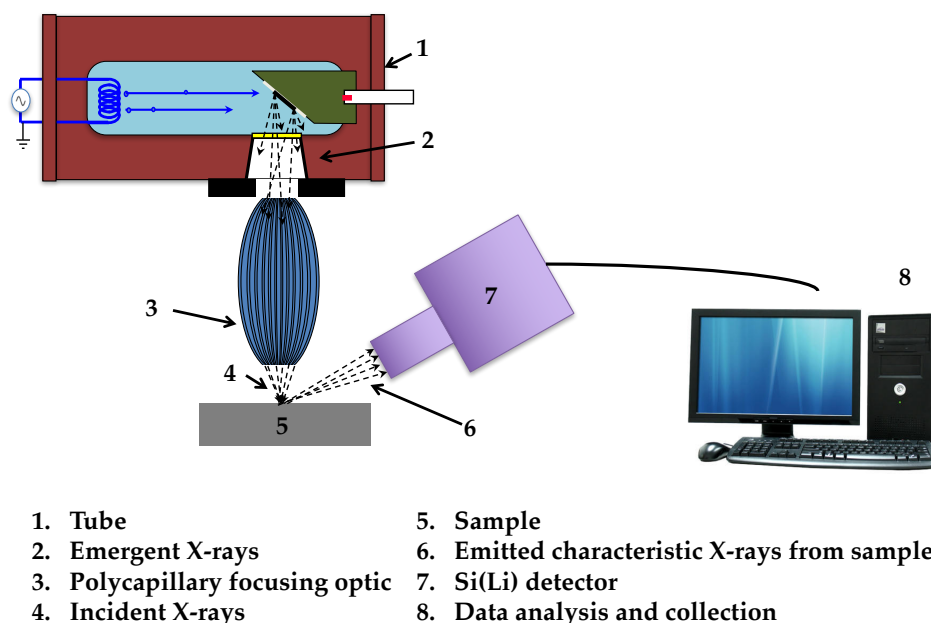 1
2
3
4
5
6
7
8
1. Tube
2. Emergent X-rays
3. Polycapillary focusing optic
4. Incident X-rays
5. Sample
6. Emitted characteristic X-rays from sample
7. Si(Li) detector
8. Data analysis and collection